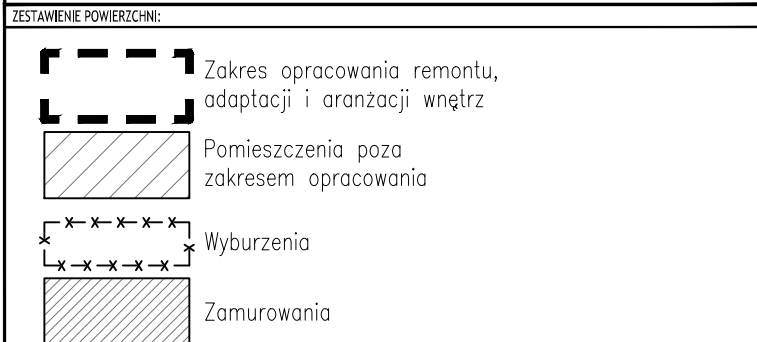 ZESTAWIENIE POWIERZCHNI:
Zakres opracowania remontu,
adaptacji i aranżacji wnętrz
Pomieszczenia poza
zakresem opracowania
Wyburzenia
Zamurowania